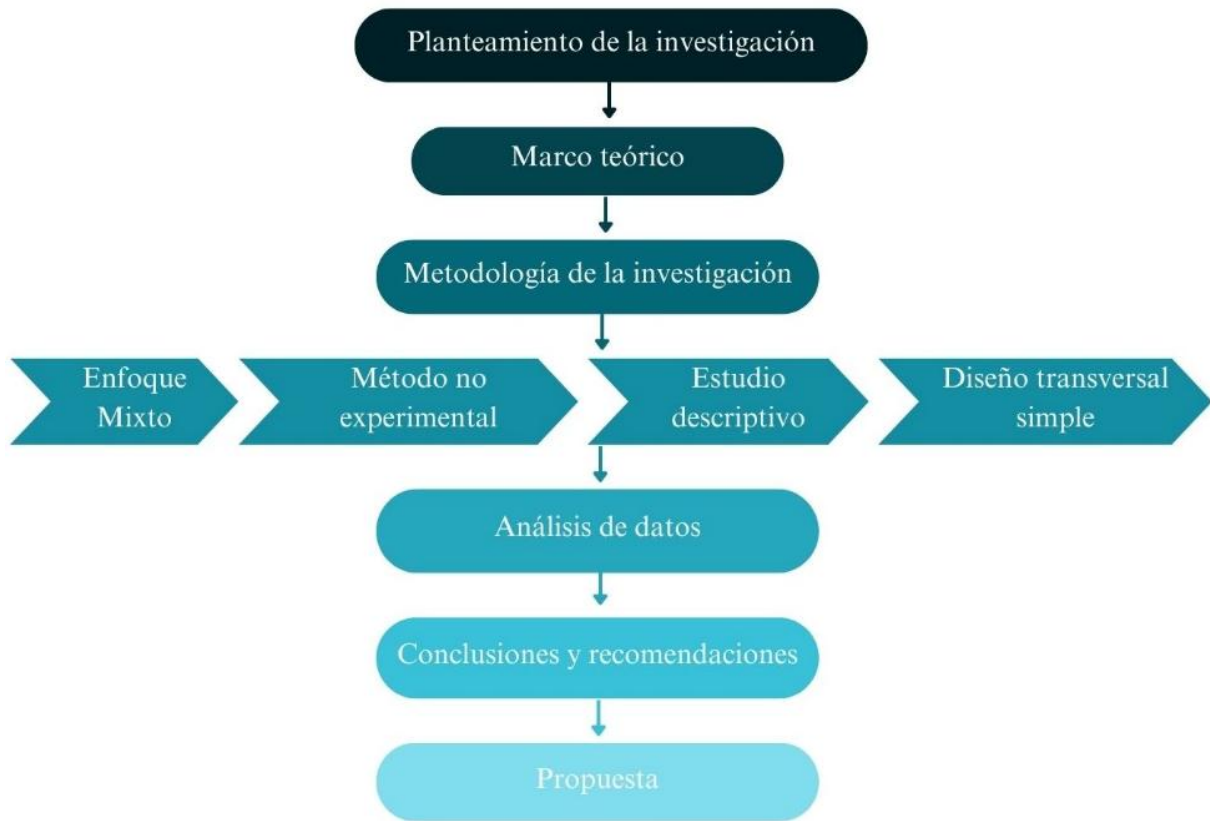 Planteamiento de la investigación
Marco teórico
Metodología de la investigación
Enfoque
Mixto
Método no
experimental
Estudio
descriptivo
Diseño transversal
simple
Análisis de datos
Conclusiones y recomendaciones
Propuesta